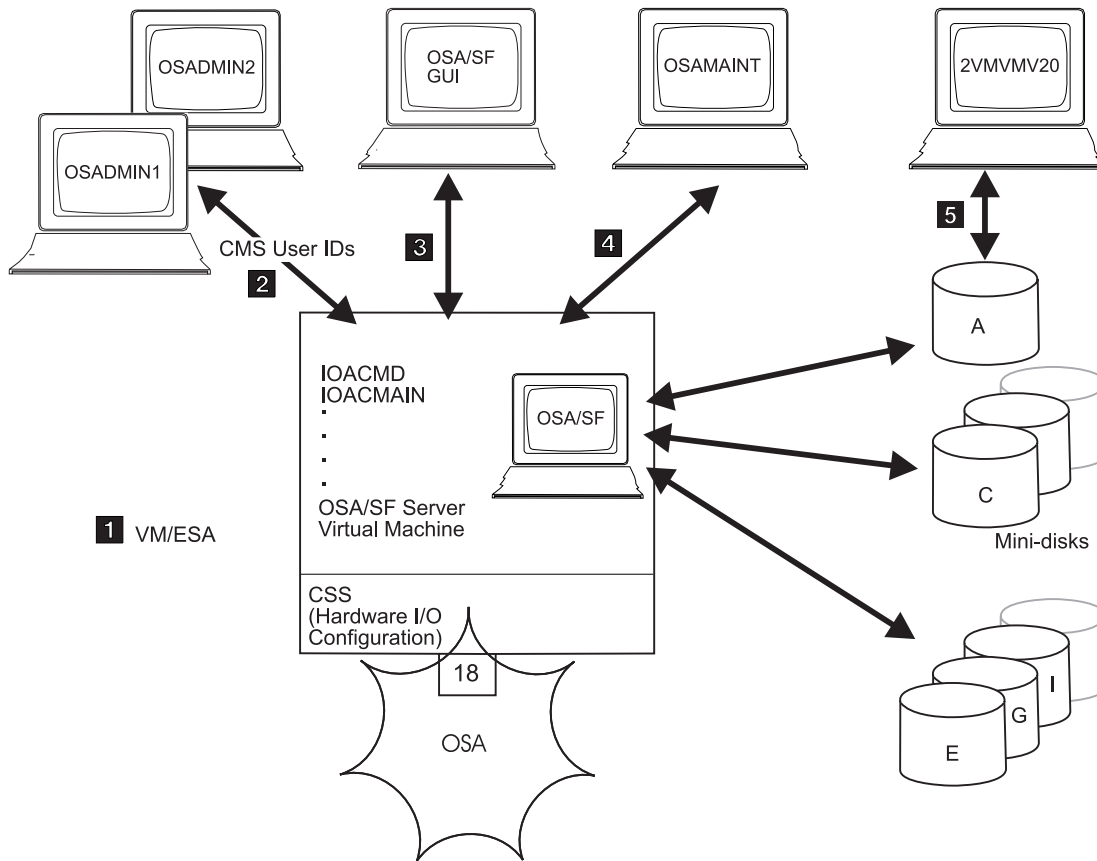 OSADMIN2
OSA/SF
GUI
OSAMAINT
2VMVMV20
OSADMIN1
CMS User IDs
2
3
4
5
A
IOACMD
IOACMAIN
.
.
.
.
OSA/SF
C
OSA/SF Server
Virtual Machine
1 VM/ESA
Mini-disks
CSS
(Hardware I/O
Configuration)
18
OSA
I
G
E